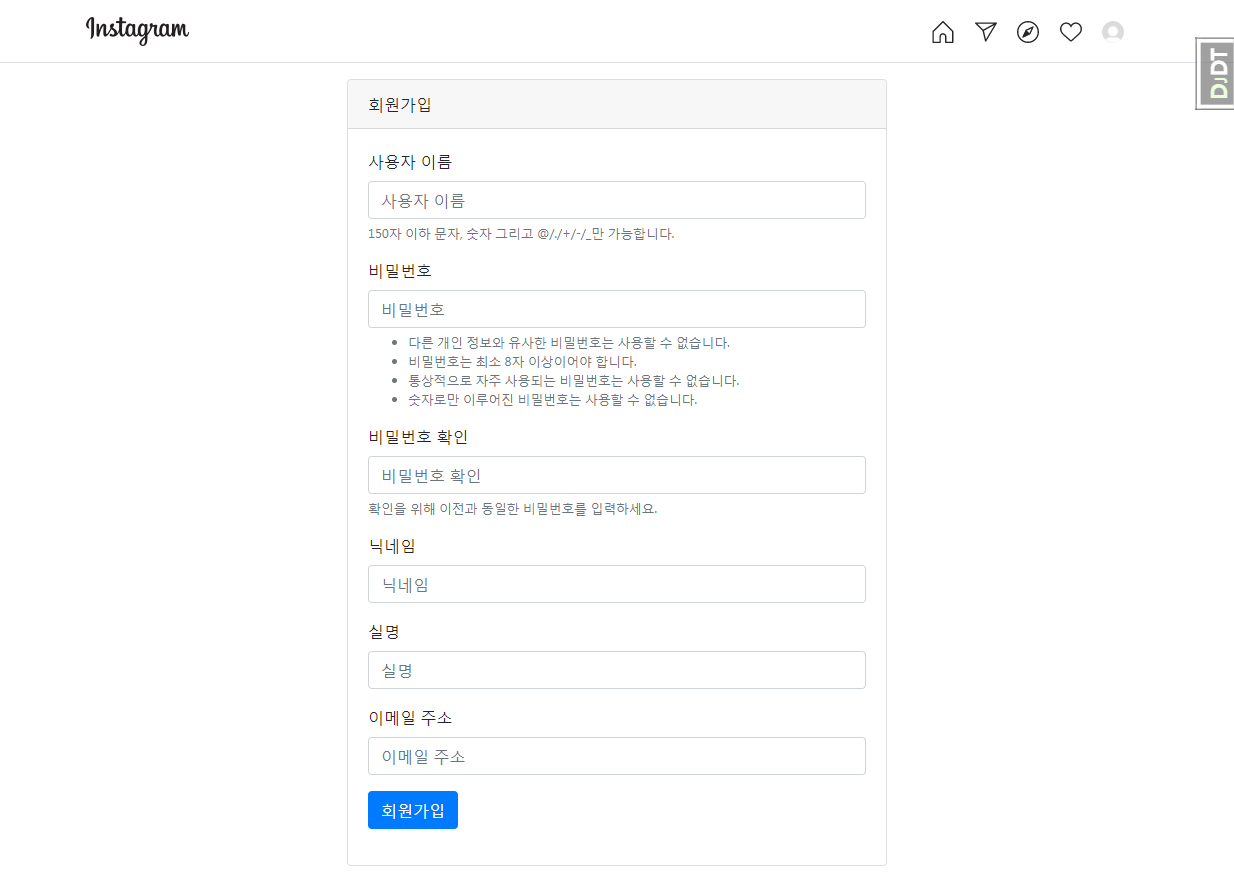 Instagram
DJDT
회원가입
사용자 이름
사용자 이름
150자 이하 문자, 숫자 그리고 @/./+/-/_만 가능합니다.
비밀번호
비밀번호
다른 개인 정보와 유사한 비밀번호는 사용할 수 없습니다.
비밀번호는 최소 8자 이상이어야 합니다.
통상적으로 자주 사용되는 비밀번호는 사용할 수 없습니다.
숫자로만 이루어진 비밀번호는 사용할 수 없습니다.
비밀번호 확인
비밀번호 확인
확인을 위해 이전과 동일한 비밀번호를 입력하세요.
닉네임
닉네임
실명
실명
이메일 주소
이메일 주소
회원가입